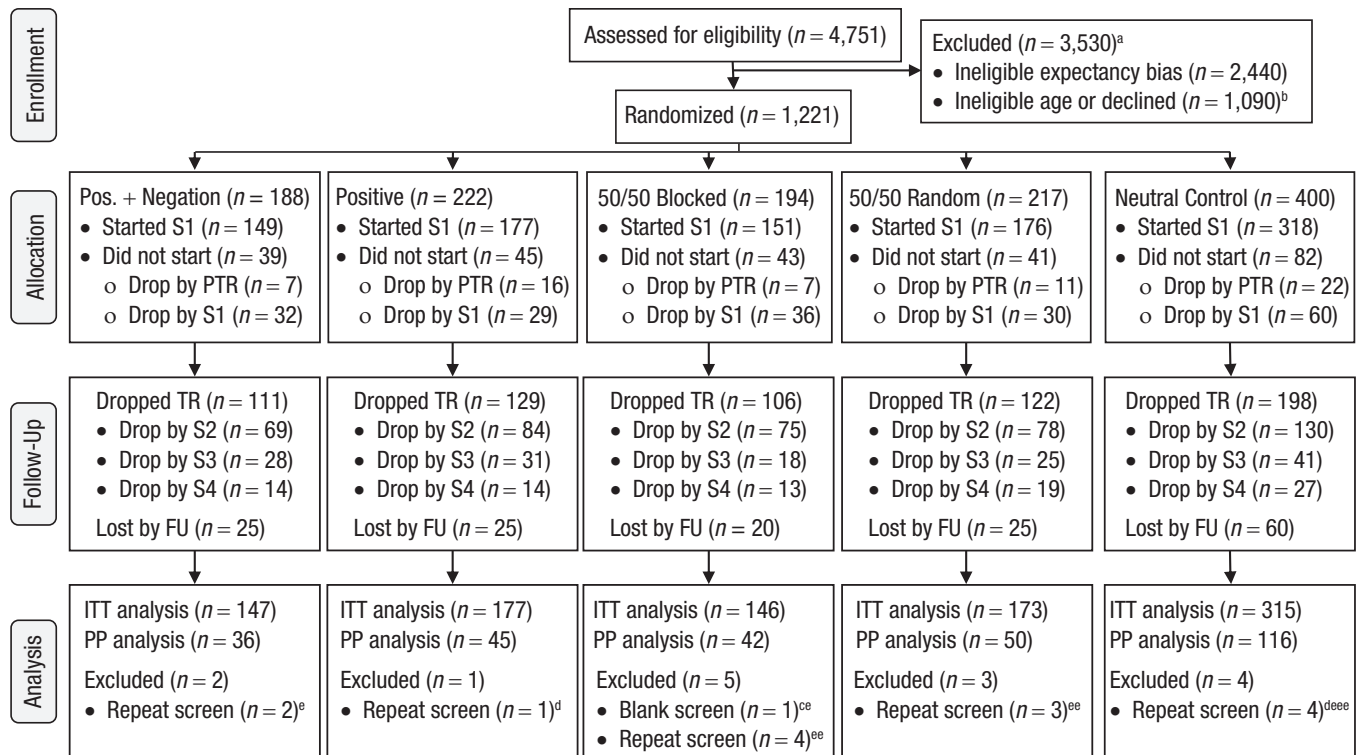 Enrollment
Assessed for eligibility (n = 4,751)
Excluded (n = 3,530)a
• Ineligible expectancy bias (n = 2,440)
• Ineligible age or declined (n = 1,090)b
Randomized (n = 1,221)
Allocation
Pos. + Negation (n = 188)
• Started S1 (n = 149)
• Did not start (n = 39)
o Drop by PTR (n = 7)
o Drop by S1 (n = 32)
Positive (n = 222)
• Started S1 (n = 177)
• Did not start (n = 45)
o Drop by PTR (n = 16)
o Drop by S1 (n = 29)
50/50 Blocked (n = 194)
• Started S1 (n = 151)
• Did not start (n = 43)
o Drop by PTR (n = 7)
o Drop by S1 (n = 36)
50/50 Random (n = 217)
• Started S1 (n = 176)
• Did not start (n = 41)
o Drop by PTR (n = 11)
o Drop by S1 (n = 30)
Neutral Control (n = 400)
• Started S1 (n = 318)
• Did not start (n = 82)
o Drop by PTR (n = 22)
o Drop by S1 (n = 60)
Follow-Up
Dropped TR (n = 111)
• Drop by S2 (n = 69)
• Drop by S3 (n = 28)
• Drop by S4 (n = 14)
Lost by FU (n = 25)
Dropped TR (n = 129)
• Drop by S2 (n = 84)
• Drop by S3 (n = 31)
• Drop by S4 (n = 14)
Lost by FU (n = 25)
Dropped TR (n = 106)
• Drop by S2 (n = 75)
• Drop by S3 (n = 18)
• Drop by S4 (n = 13)
Lost by FU (n = 20)
Dropped TR (n = 122)
• Drop by S2 (n = 78)
• Drop by S3 (n = 25)
• Drop by S4 (n = 19)
Lost by FU (n = 25)
Dropped TR (n = 198)
• Drop by S2 (n = 130)
• Drop by S3 (n = 41)
• Drop by S4 (n = 27)
Lost by FU (n = 60)
Analysis
ITT analysis (n = 147)
PP analysis (n = 36)
Excluded (n = 2)
• Repeat screen (n = 2)e
ITT analysis (n = 177)
PP analysis (n = 45)
Excluded (n = 1)
• Repeat screen (n = 1)d
ITT analysis (n = 146)
PP analysis (n = 42)
Excluded (n = 5)
• Blank screen (n = 1)ce
• Repeat screen (n = 4)ee
ITT analysis (n = 173)
PP analysis (n = 50)
Excluded (n = 3)
• Repeat screen (n = 3)ee
ITT analysis (n = 315)
PP analysis (n = 116)
Excluded (n = 4)
• Repeat screen (n = 4)deee